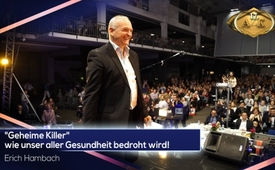 "Geheime Killer"
wie unser aller Gesundheit bedroht wird!
Erich Hambach